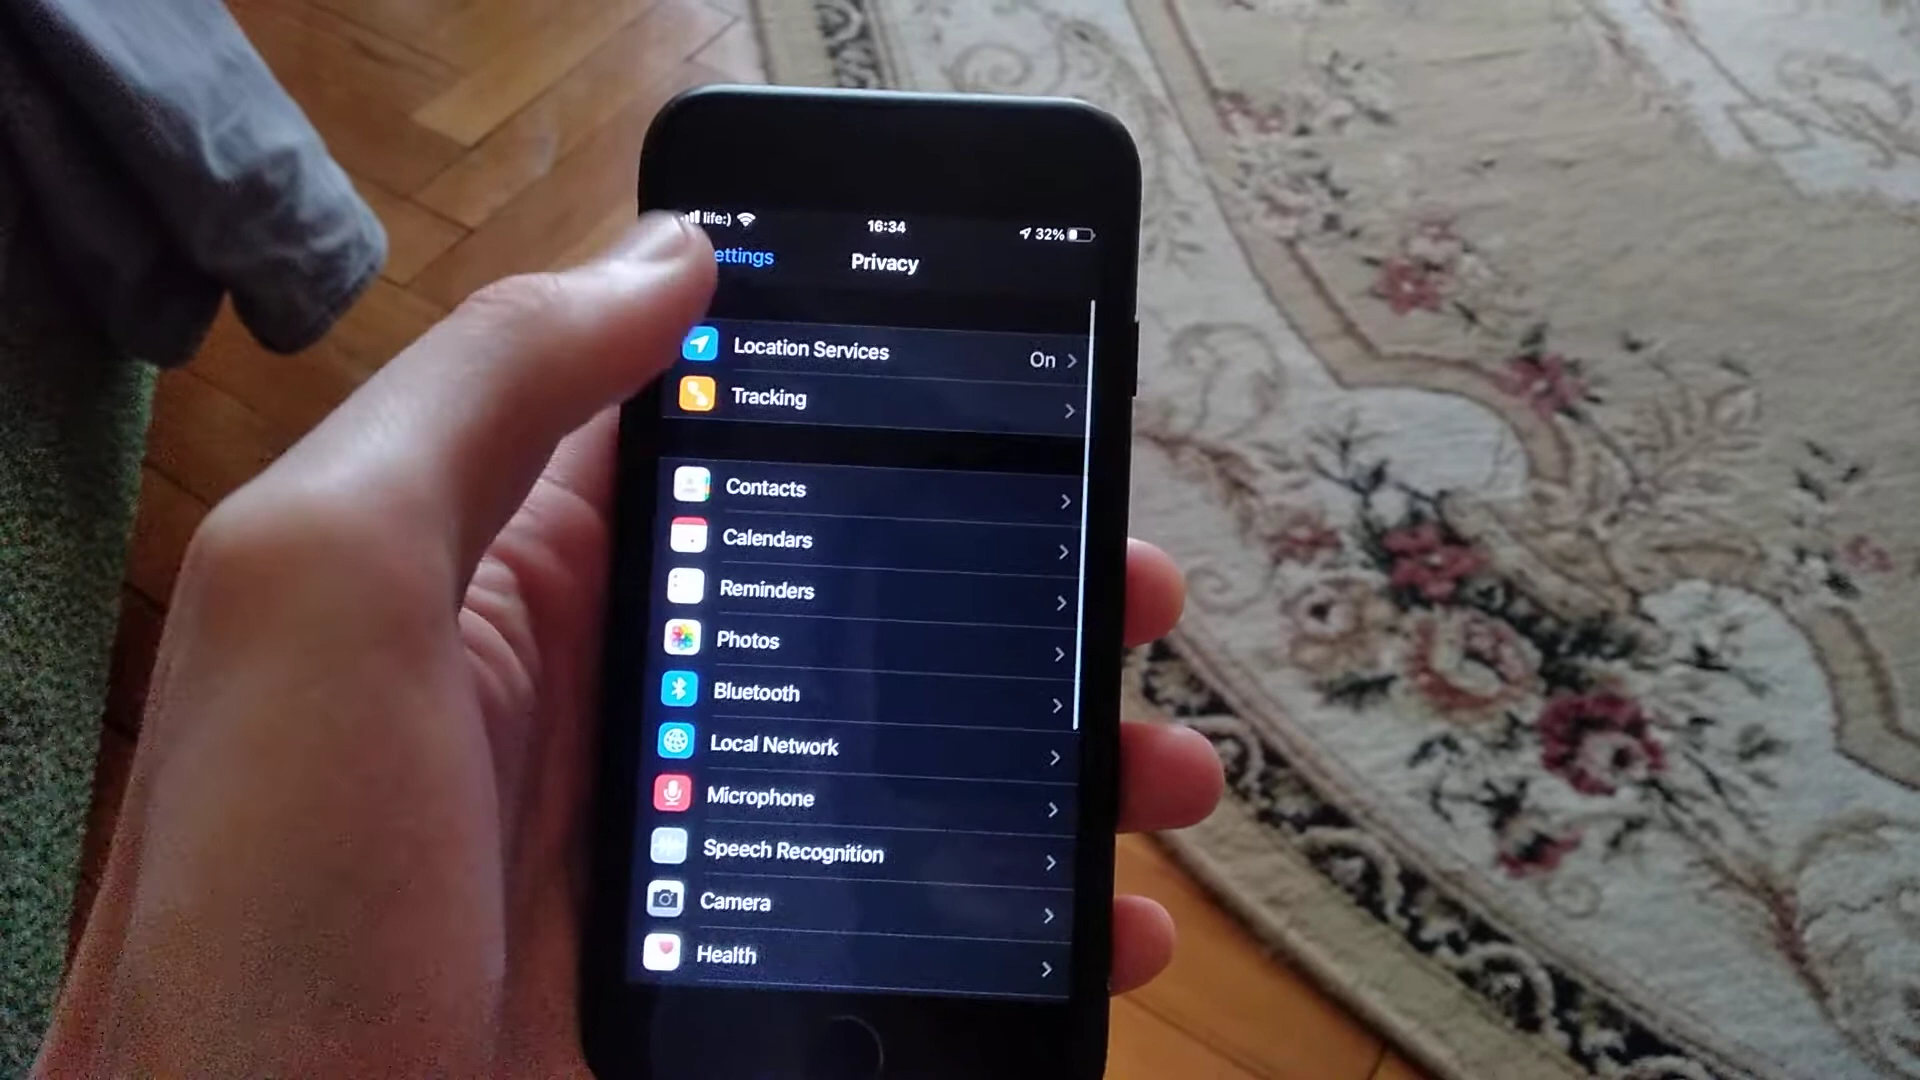 life:)
16:34
32%
ettings
Privacy
Location Services
On
Tracking
Contacts
Calendars
Reminders
Photos
Bluetooth
Local Network
Microphone
Speech Recognition
Camera
Health